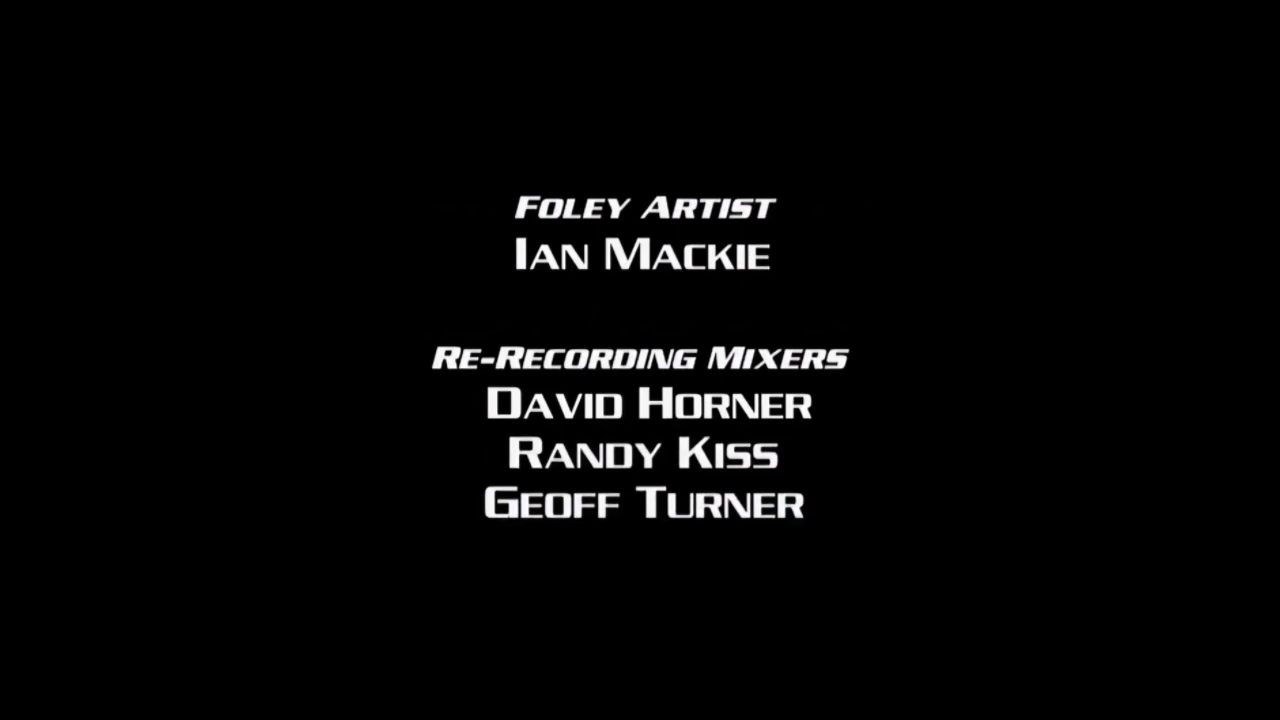 Foley Artist
Ian Mackie
Re-Recording Mixers
David Horner
Randy Kiss
Geoff Turner